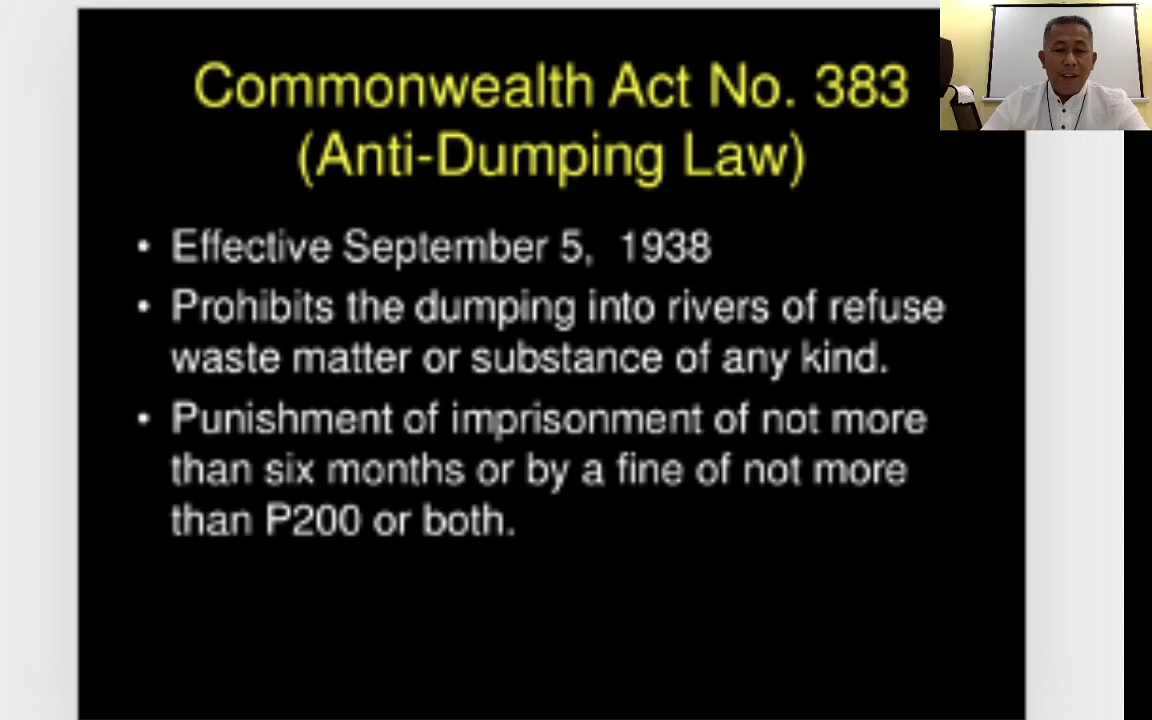 Commonwealth Act No. 383
(Anti-Dumping Law)
• Effective September 5, 1938
• Prohibits the dumping into rivers of refuse
waste matter or substance of any kind.
• Punishment of imprisonment of not more
than six months or by a fine of not more
than P200 or both.